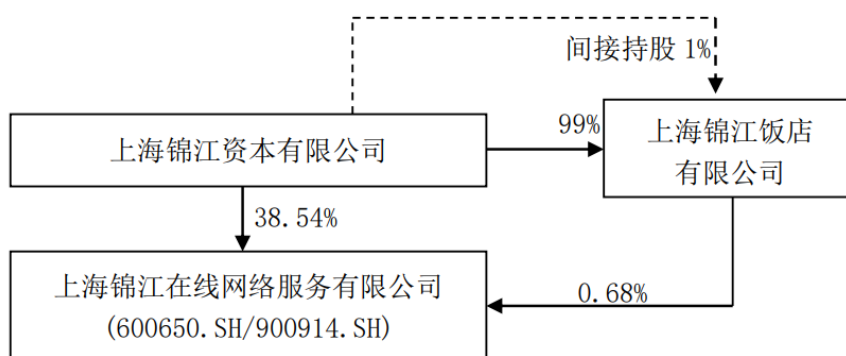 间接持股 1%
上海锦江资本有限公司
99%
上海锦江饭店
有限公司
38.54%
上海锦江在线网络服务有限公司
(600650.SH/900914.SH)
0.68%